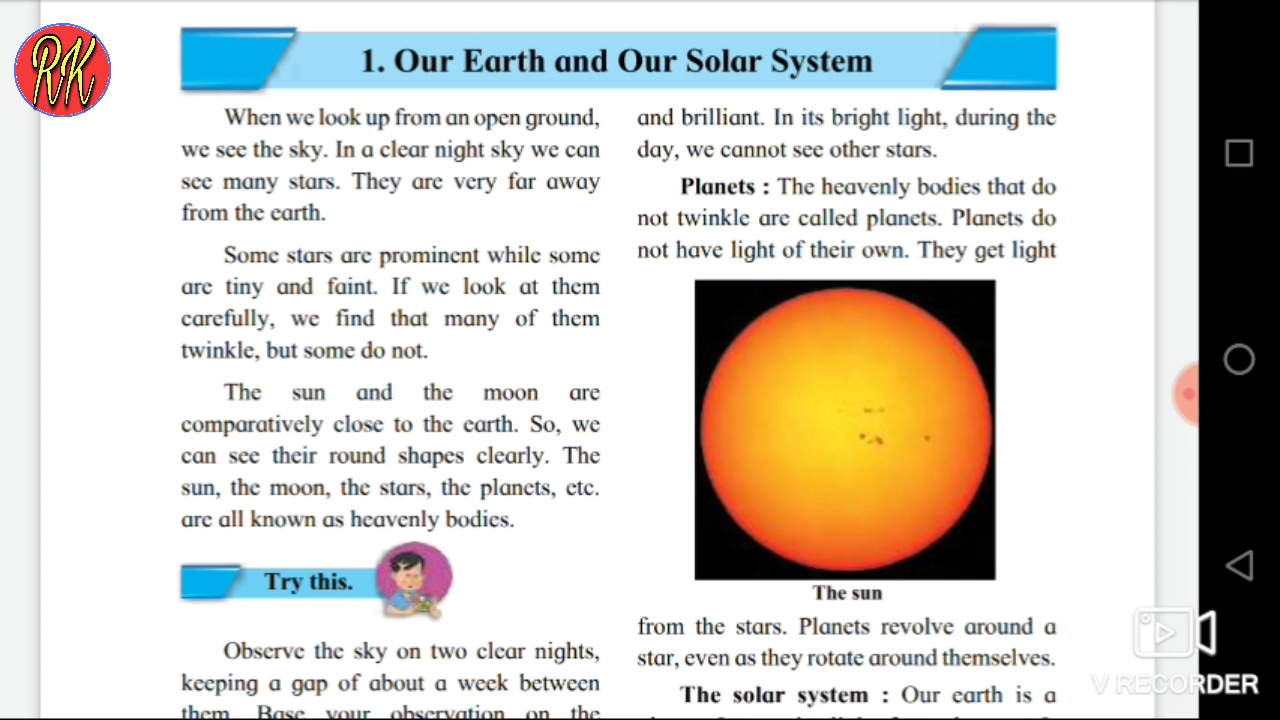 RK
1. Our Earth and Our Solar System
When we look up from an open ground,
we see the sky. In a clear night sky we can
see many stars. They are very far away
from the earth.
Some stars are prominent while some
are tiny and faint. If we look at them
carefully, we find that many of them
twinkle, but some do not.
The sun and the moon are
comparatively close to the earth. So, we
can see their round shapes clearly. The
sun, the moon, the stars, the planets, etc.
are all known as heavenly bodies.
Try this.
Observe the sky on two clear nights,
keeping a gap of about a week between
them. Base your observation on the
and brilliant. In its bright light, during the
day, we cannot see other stars.
Planets : The heavenly bodies that do
not twinkle are called planets. Planets do
not have light of their own. They get light
The sun
from the stars. Planets revolve around a
star, even as they rotate around themselves.
The solar system : Our earth is a
V RECORDER